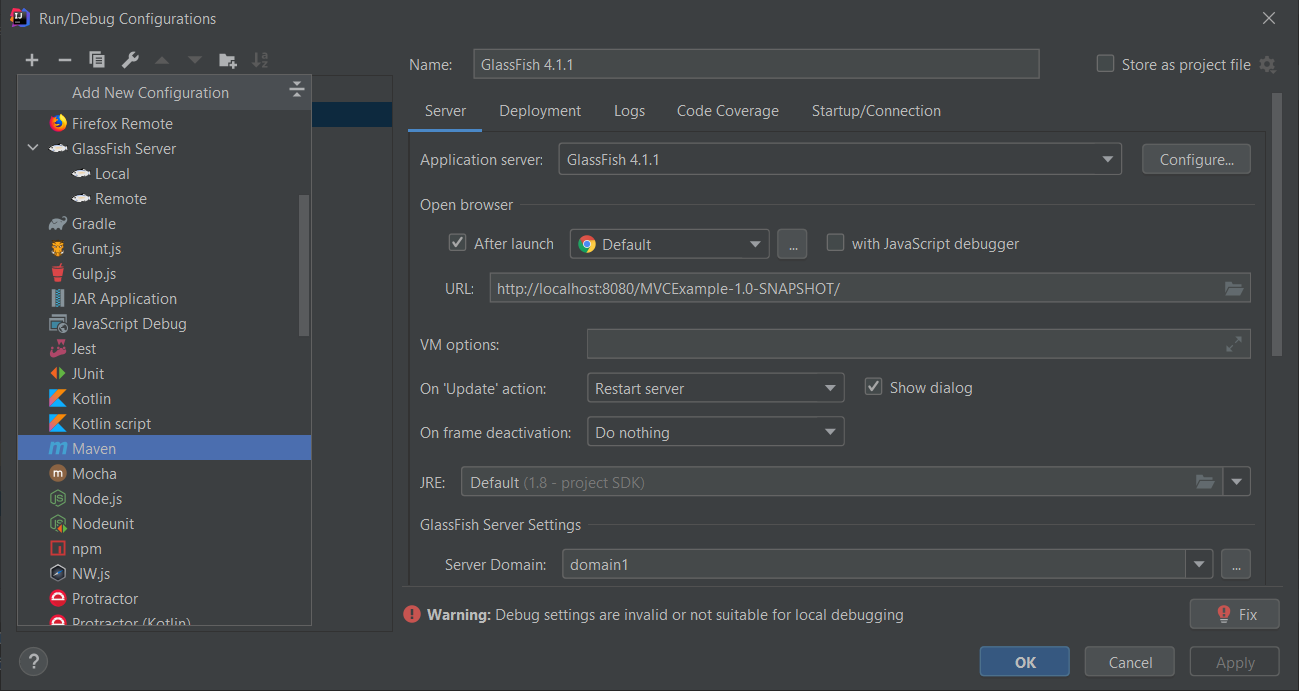 Run/Debug Configurations
Add New Configuration
Firefox Remote
GlassFish Server
Local
Remote
Gradle
Grunt.js
Gulp.js
JAR Application
JavaScript Debug
Jest
JUnit
Kotlin
Kotlin script
Maven
Mocha
Node.js
Nodeunit
npm
NW.js
Protractor
Protractor (Kotlin)
Name: GlassFish 4.1.1 Store as project file
Server Deployment Logs Code Coverage Startup/Connection
Application server: GlassFish 4.1.1 Configure...
Open browser
After launch Default ... with JavaScript debugger
URL: http://localhost:8080/MVCExample-1.0-SNAPSHOT/
VM options:
On 'Update' action: Restart server Show dialog
On frame deactivation: Do nothing
JRE: Default (1.8 - project SDK)
GlassFish Server Settings
Server Domain: domain1 ...
Warning: Debug settings are invalid or not suitable for local debugging Fix
? OK Cancel Apply